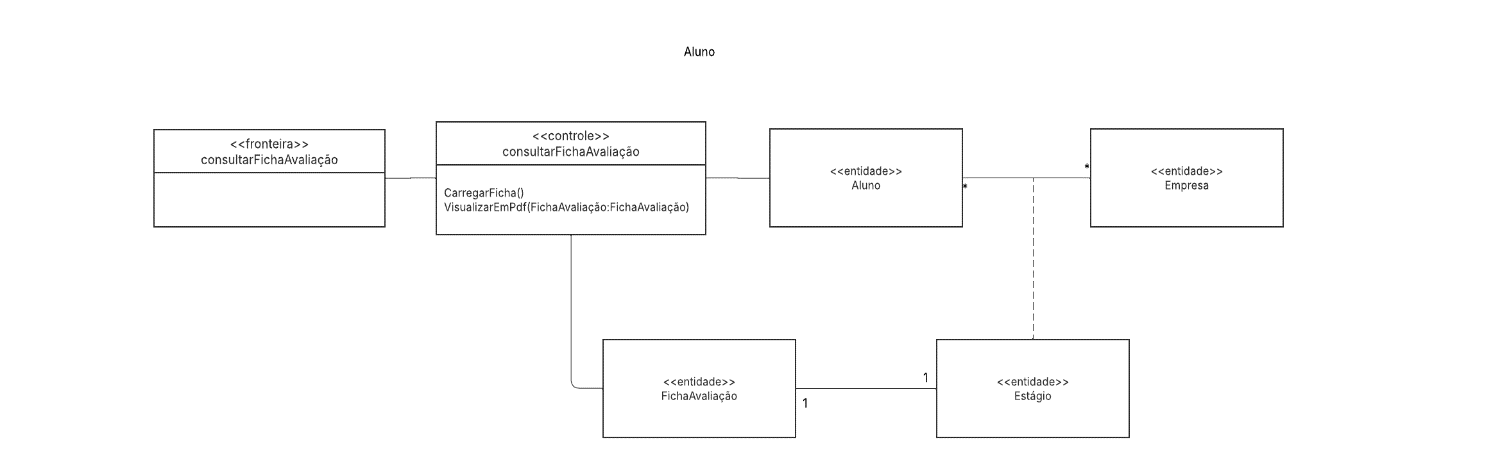 Aluno
<<fronteira>>
consultarFichaAvaliação
<<controle>>
consultarFichaAvaliação
CarregarFicha()
VisualizarEmPdf(FichaAvaliação:FichaAvaliação)
<<entidade>>
Aluno
*
*
<<entidade>>
Empresa
<<entidade>>
FichaAvaliação
1
1
<<entidade>>
Estágio